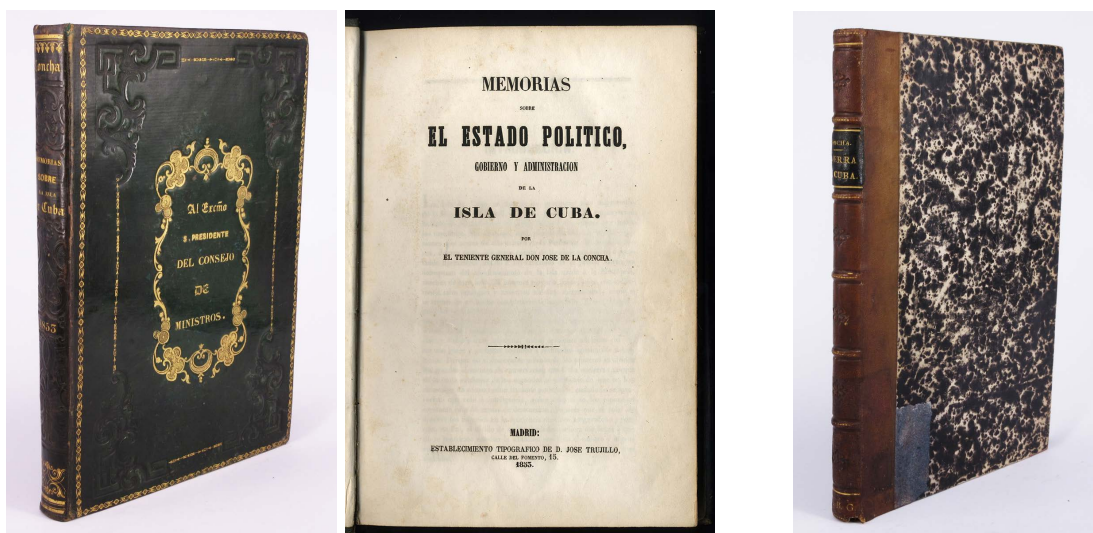 Concha
MEMORIAS
SOBRE
LA ISLA
de Cuba
1853
Al Excmo
S. PRESIDENTE
DEL CONSEJO
DE
MINISTROS.
MEMORIAS
SOBRE
EL ESTADO POLITICO,
GOBIERNO Y ADMINISTRACION
DE LA
ISLA DE CUBA.
POR
EL TENIENTE GENERAL DON JOSE DE LA CONCHA.
MADRID:
ESTABLECIMIENTO TIPOGRAFICO DE D. JOSE TRUJILLO,
CALLE DEL FOMENTO, 15.
1853.
NCHA.
ERRA
CUBA.